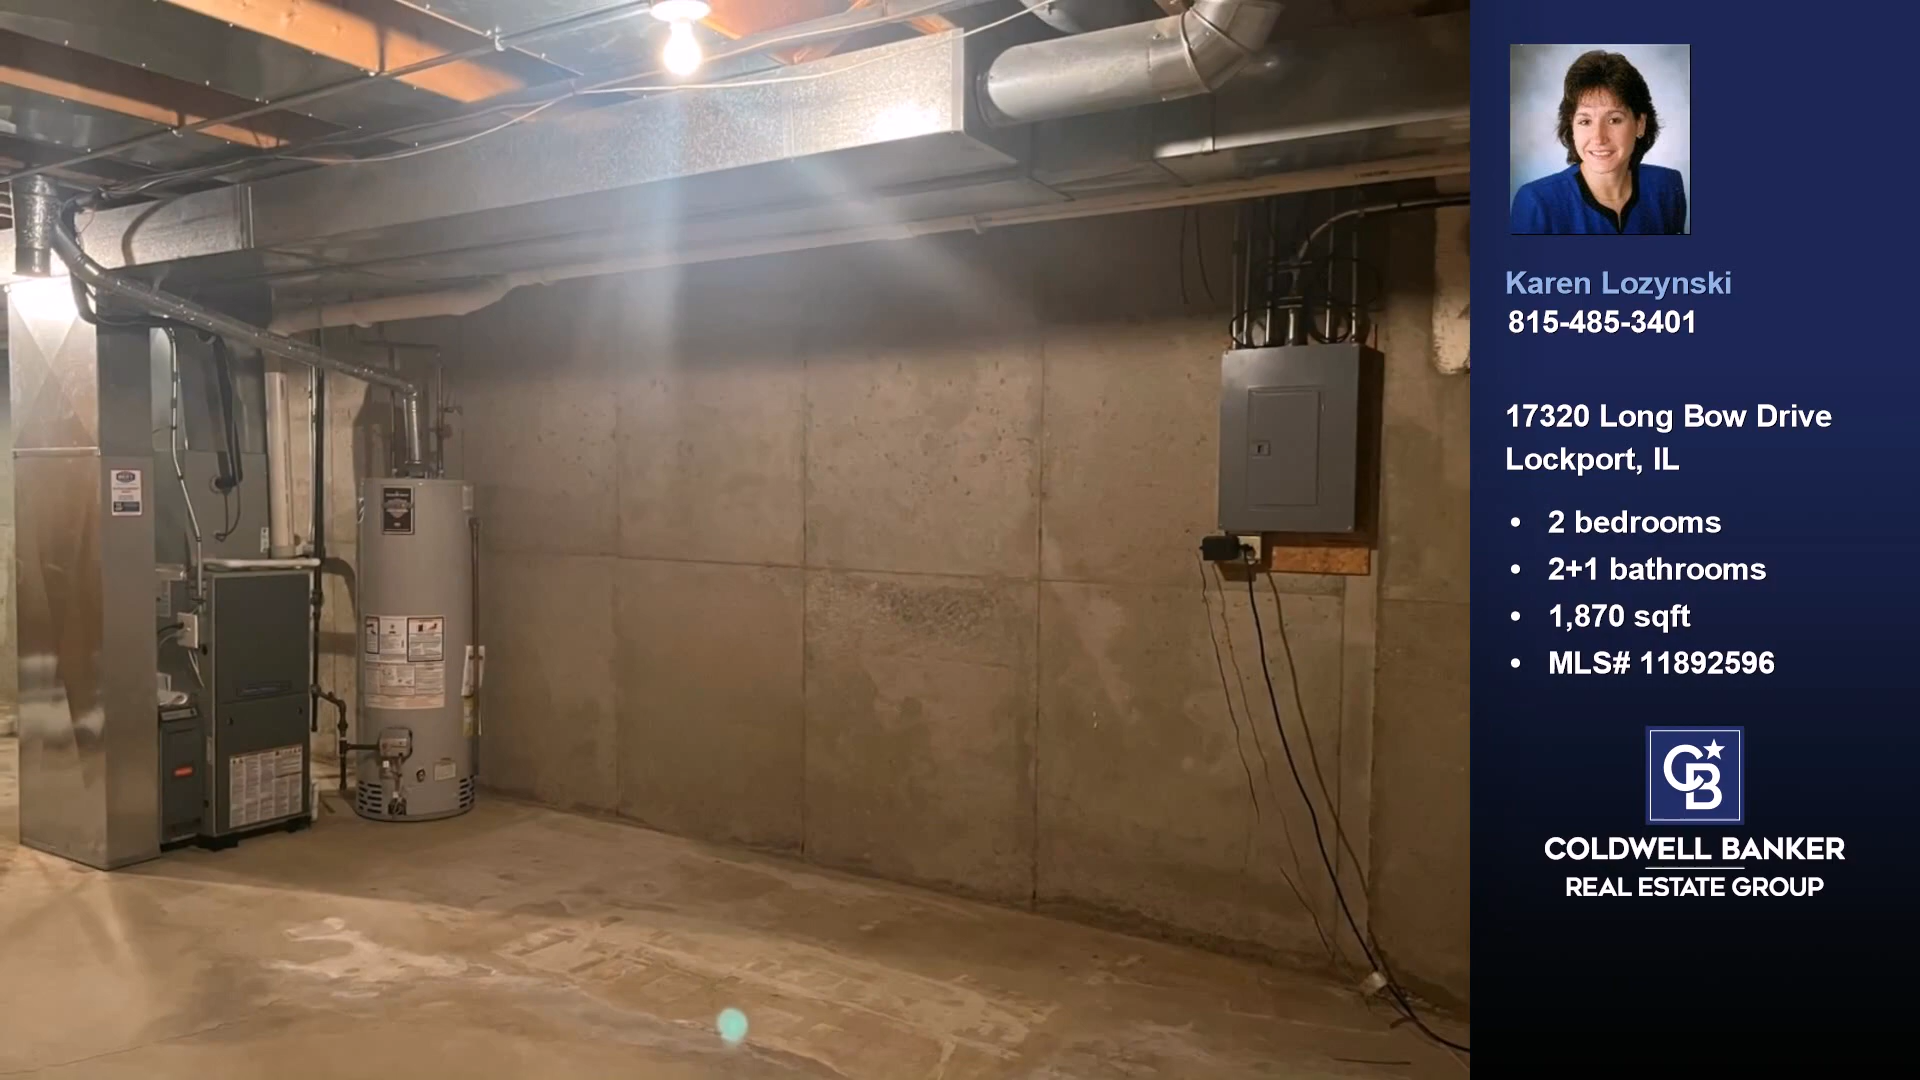 Karen Lozynski
815-485-3401
17320 Long Bow Drive
Lockport, IL
• 2 bedrooms
• 2+1 bathrooms
• 1,870 sqft
• MLS# 11892596
CB
COLDWELL BANKER
REAL ESTATE GROUP